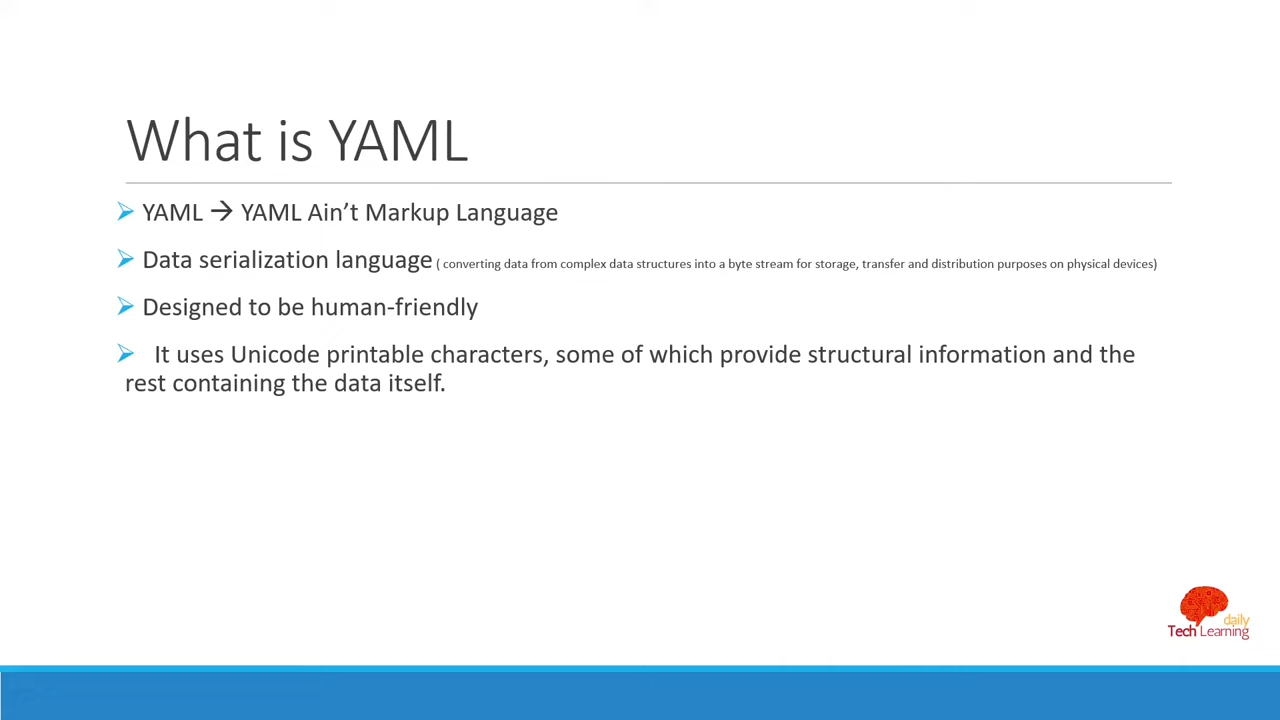 What is YAML
YAML → YAML Ain't Markup Language
Data serialization language ( converting data from complex data structures into a byte stream for storage, transfer and distribution purposes on physical devices)
Designed to be human-friendly
It uses Unicode printable characters, some of which provide structural information and the
rest containing the data itself.
daily
Tech Learning